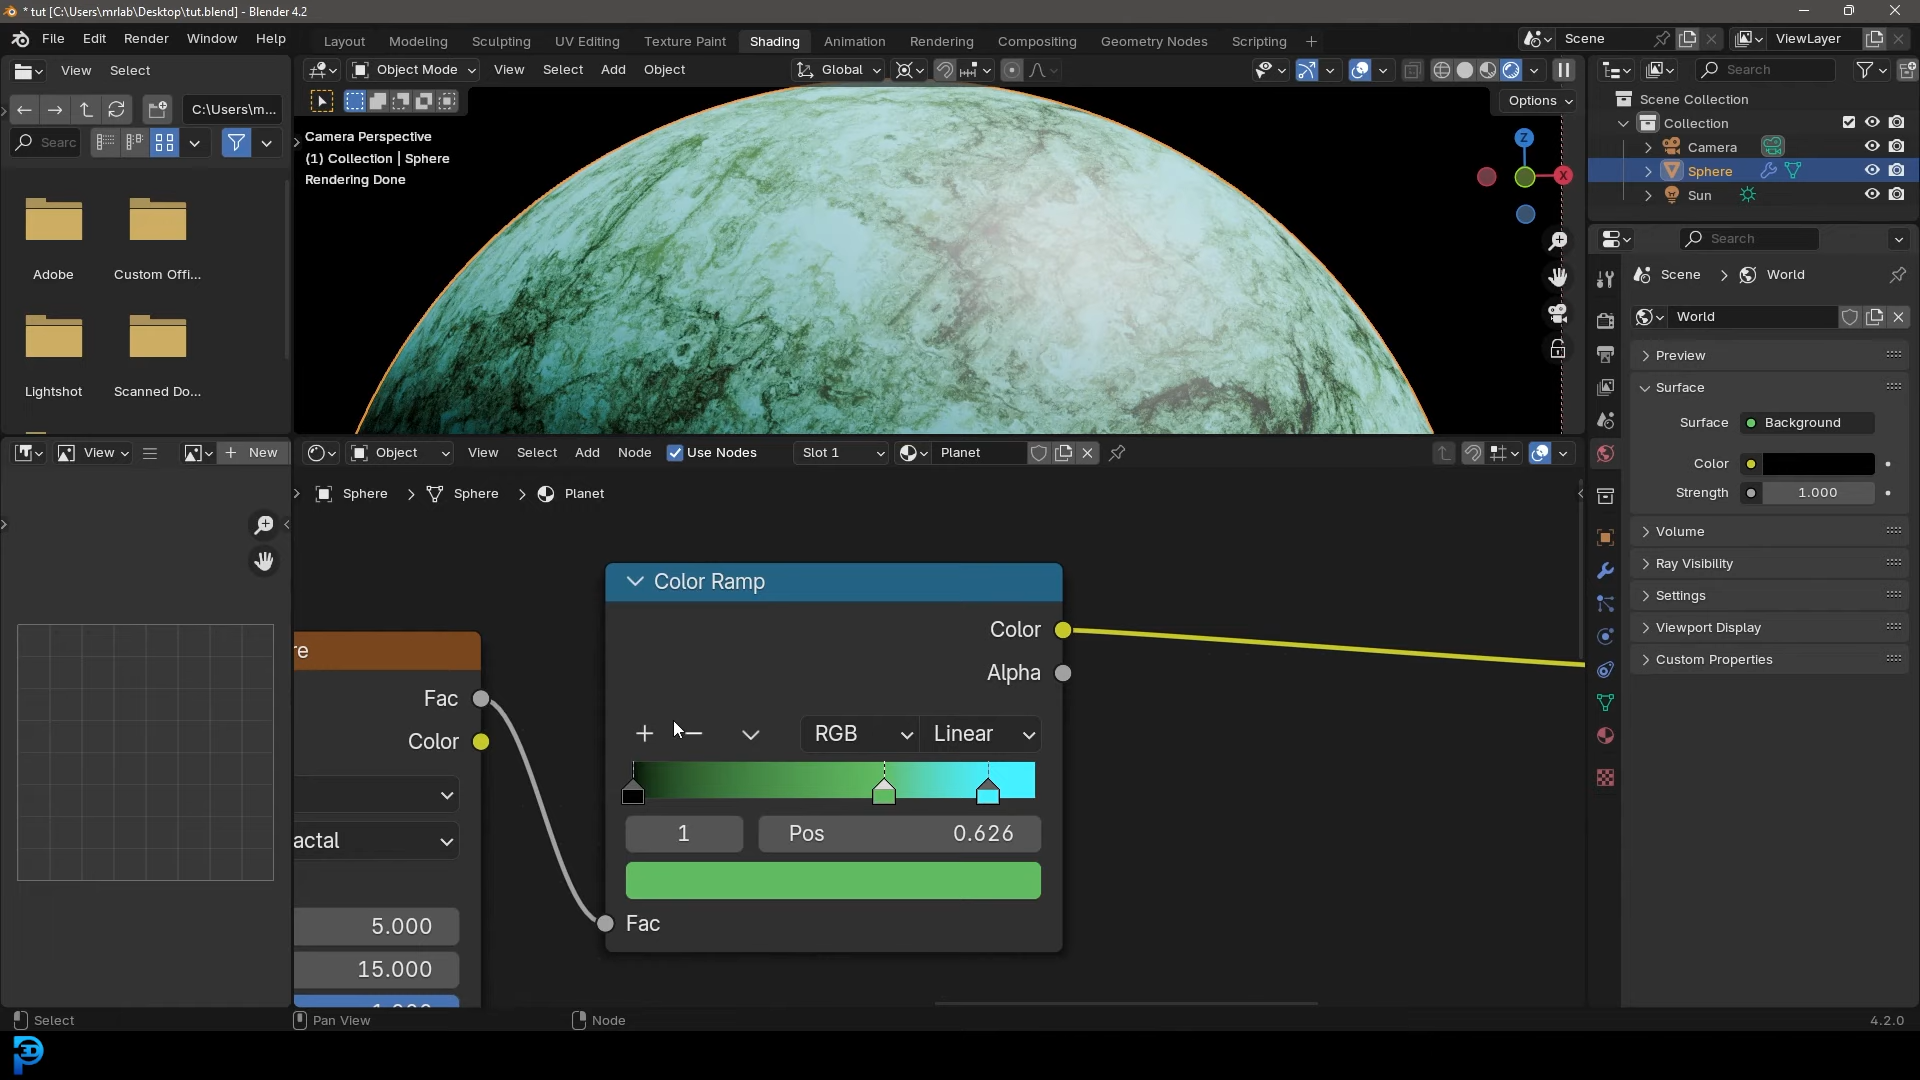 * tut [C:\Users\mrlab\Desktop\tut.blend] - Blender 4.2
File Edit Render Window Help
Layout Modeling Sculpting UV Editing Texture Paint Shading Animation Rendering Compositing Geometry Nodes Scripting +
Scene
ViewLayer
View Select
C:\Users\m...
Searc
Adobe
Custom Offi...
Lightshot
Scanned Do...
Object Mode View Select Add Object
Global
Options
Camera Perspective
(1) Collection | Sphere
Rendering Done
Z
X
Search
Scene Collection
Collection
Camera
Sphere
Sun
Search
Scene > World
World
Preview
Surface
Surface Background
Color
Strength 1.000
Volume
Ray Visibility
Settings
Viewport Display
Custom Properties
View
+ New
Object View Select Add Node Use Nodes Slot 1 Planet
Sphere > Sphere > Planet
re
Fac
Color
actal
5.000
15.000
Color Ramp
Color
Alpha
+ − RGB Linear
1 Pos 0.626
Fac
Select Pan View Node
4.2.0